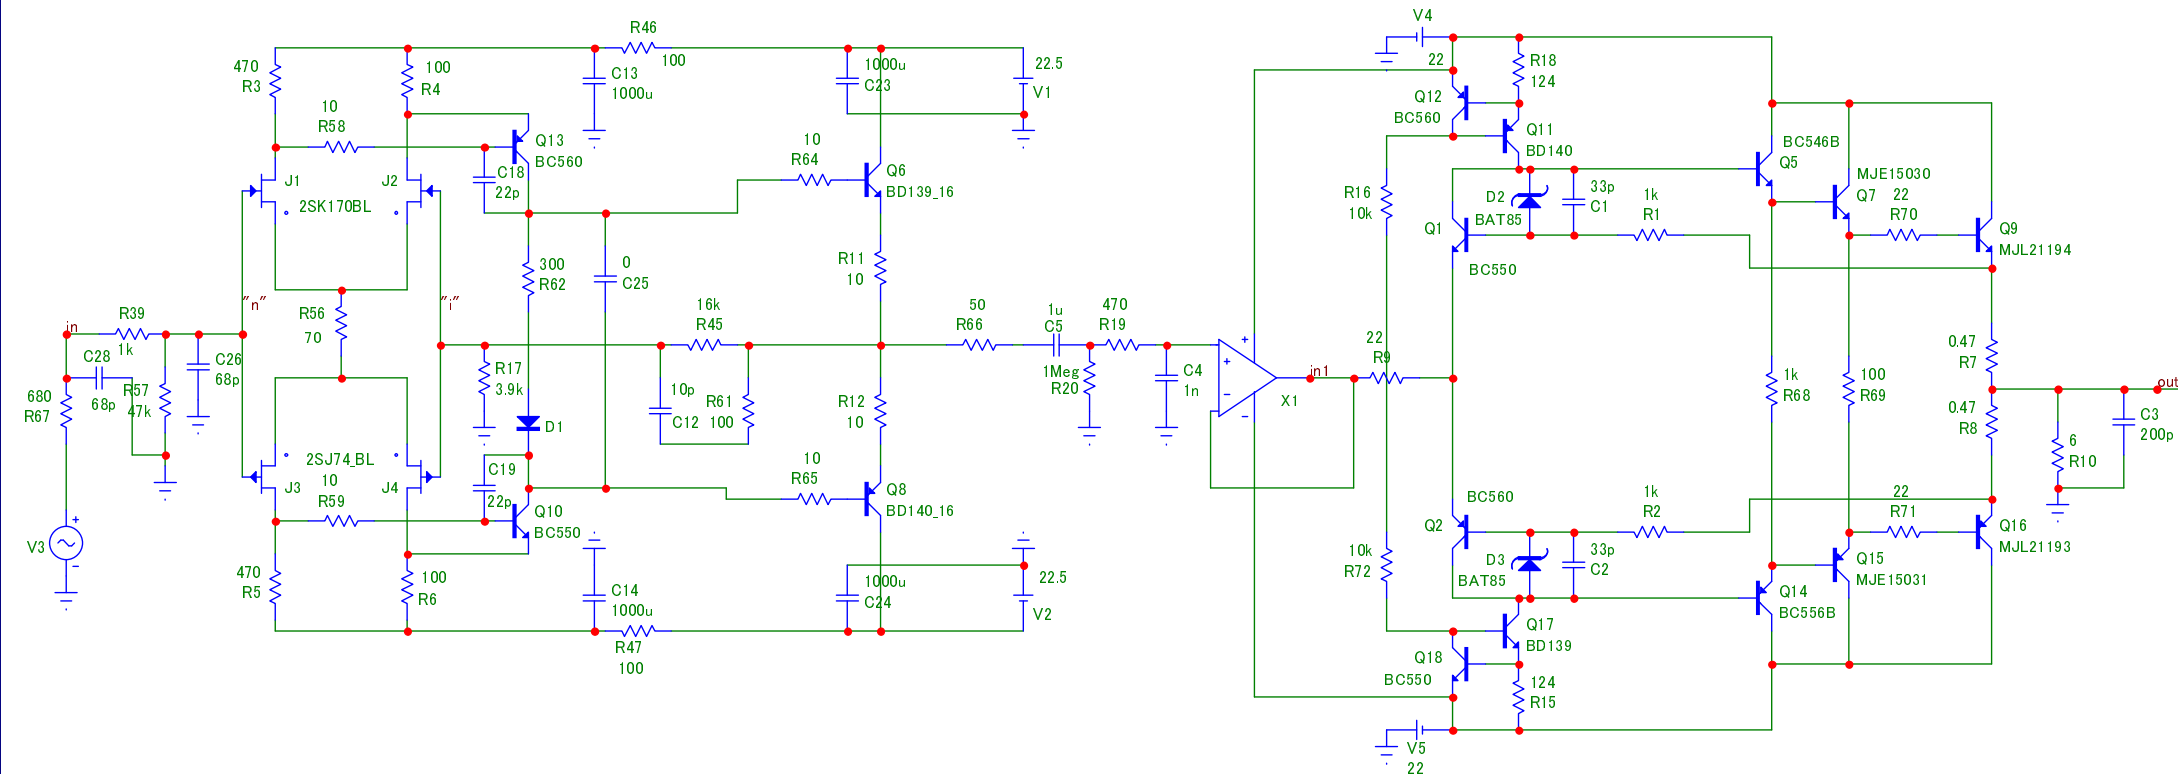 R46
100
470
R3
100
R4
C13
1000u
1000u
C23
22.5
V1
10
R58
Q13
BC560
C18
22p
10
R64
Q6
BD139_16
J1
J2
2SK170BL
300
R62
0
C25
R11
10
"n"
"i"
R56
70
in
R39
1k
C28
68p
R57
47k
C26
68p
680
R67
V3
R17
3.9k
16k
R45
10p
C12
R61
100
D1
R12
10
50
R66
1u
C5
470
R19
1Meg
R20
C4
1n
X1
in1
22
R9
2SJ74_BL
10
R59
J3
J4
C19
22p
Q10
BC550
10
R65
Q8
BD140_16
470
R5
100
R6
C14
1000u
1000u
C24
22.5
V2
R47
100
V4
22
R18
124
Q12
BC560
Q11
BD140
R16
10k
D2
BAT85
33p
C1
1k
R1
Q1
BC550
BC546B
Q5
MJE15030
Q7
22
R70
Q9
MJL21194
0.47
R7
1k
R68
100
R69
0.47
R8
out
6
R10
C3
200p
BC560
Q2
10k
R72
D3
BAT85
33p
C2
1k
R2
22
R71
Q16
MJL21193
Q15
MJE15031
Q14
BC556B
Q17
BD139
Q18
BC550
124
R15
V5
22